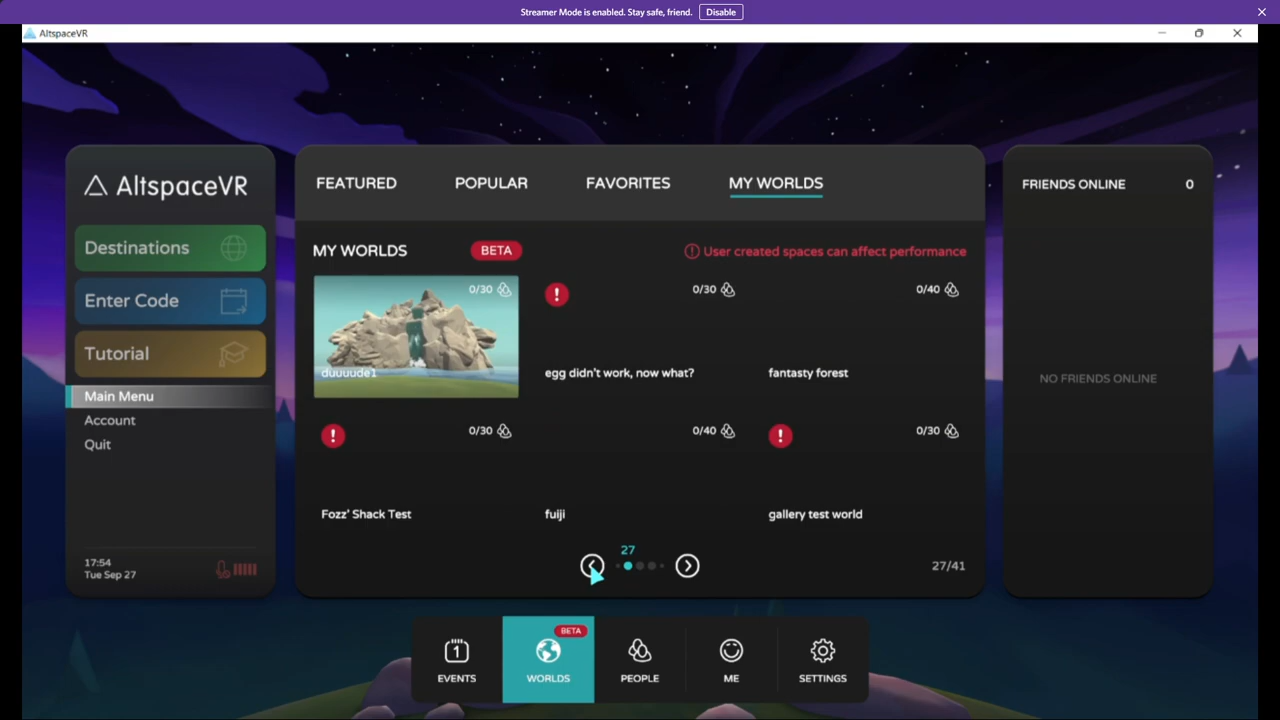 Streamer Mode is enabled. Stay safe, friend. Disable
AltspaceVR
AltspaceVR
Destinations
Enter Code
Tutorial
Main Menu
Account
Quit
17:54
Tue Sep 27
FEATURED POPULAR FAVORITES MY WORLDS
MY WORLDS BETA User created spaces can affect performance
0/30 0/30 0/40
duuuude1 egg didn't work, now what? fantasty forest
0/30 0/40 0/30
Fozz' Shack Test fuiji gallery test world
27
27/41
FRIENDS ONLINE 0
NO FRIENDS ONLINE
BETA
1
EVENTS WORLDS PEOPLE ME SETTINGS